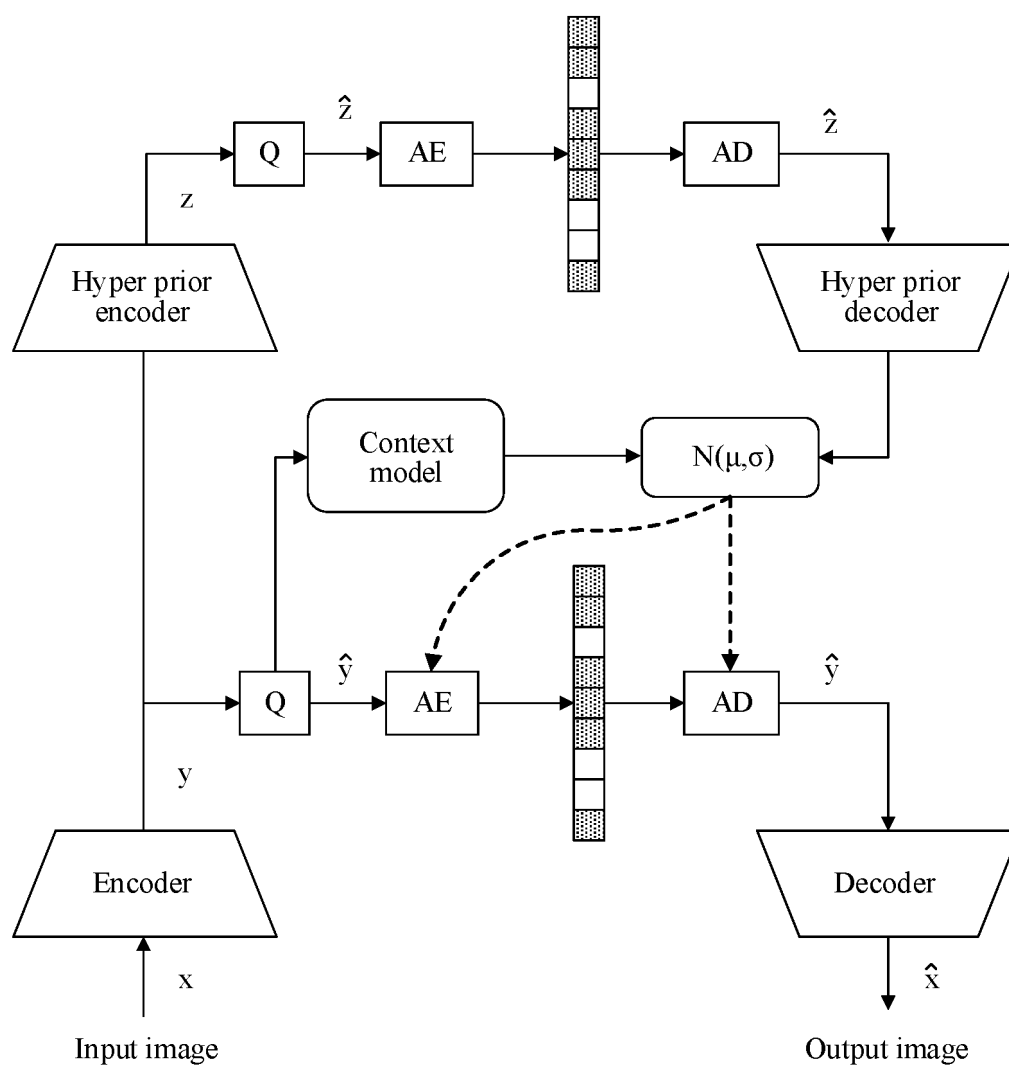 ẑ
ẑ
Q
AE
AD
z
Hyper prior
encoder
Hyper prior
decoder
Context
model
N(μ,σ)
ŷ
ŷ
Q
AE
AD
y
Encoder
Decoder
x
x̂
Input image
Output image